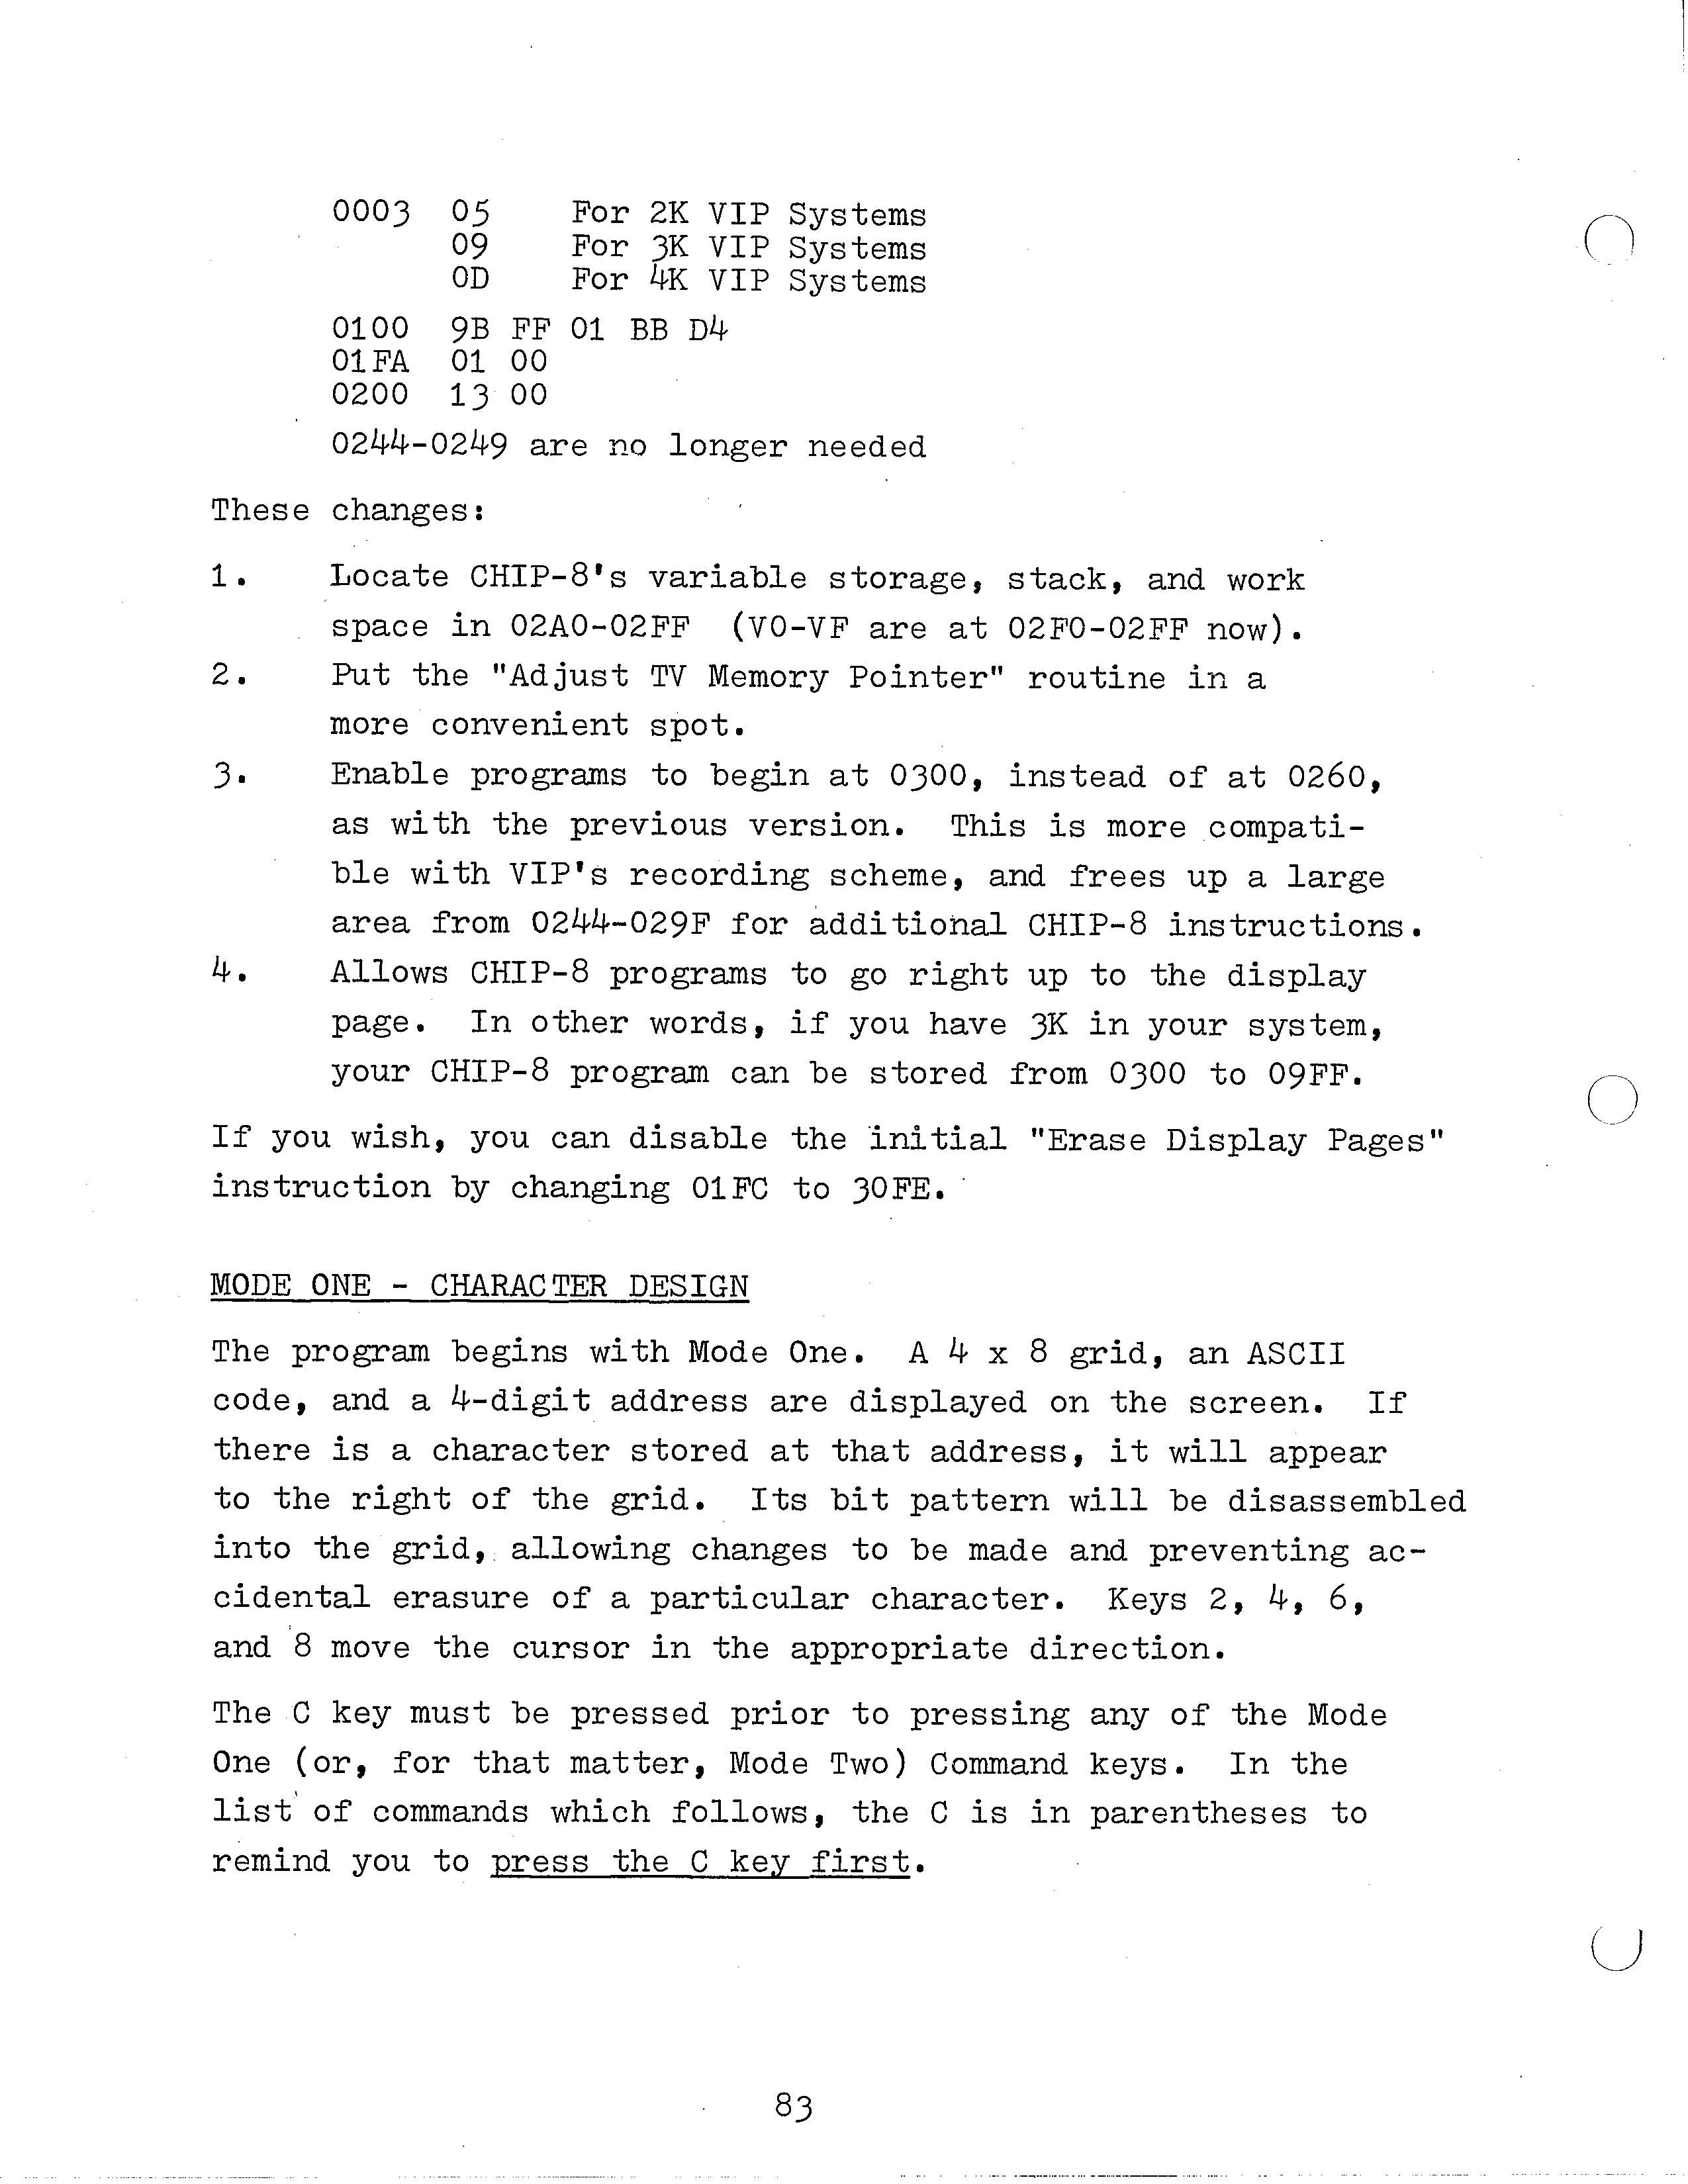 0003 05 For 2K VIP Systems
09 For 3K VIP Systems
0D For 4K VIP Systems
0100 9B FF 01 BB D4
01FA 01 00
0200 13 00
0244-0249 are no longer needed
These changes:
1. Locate CHIP-8's variable storage, stack, and work
space in 02A0-02FF (V0-VF are at 02F0-02FF now).
2. Put the "Adjust TV Memory Pointer" routine in a
more convenient spot.
3. Enable programs to begin at 0300, instead of at 0260,
as with the previous version. This is more compati-
ble with VIP's recording scheme, and frees up a large
area from 0244-029F for additional CHIP-8 instructions.
4. Allows CHIP-8 programs to go right up to the display
page. In other words, if you have 3K in your system,
your CHIP-8 program can be stored from 0300 to 09FF.
If you wish, you can disable the initial "Erase Display Pages"
instruction by changing 01FC to 30FE.
MODE ONE - CHARACTER DESIGN
The program begins with Mode One. A 4 x 8 grid, an ASCII
code, and a 4-digit address are displayed on the screen. If
there is a character stored at that address, it will appear
to the right of the grid. Its bit pattern will be disassembled
into the grid, allowing changes to be made and preventing ac-
cidental erasure of a particular character. Keys 2, 4, 6,
and 8 move the cursor in the appropriate direction.
The C key must be pressed prior to pressing any of the Mode
One (or, for that matter, Mode Two) Command keys. In the
list of commands which follows, the C is in parentheses to
remind you to press the C key first.
83